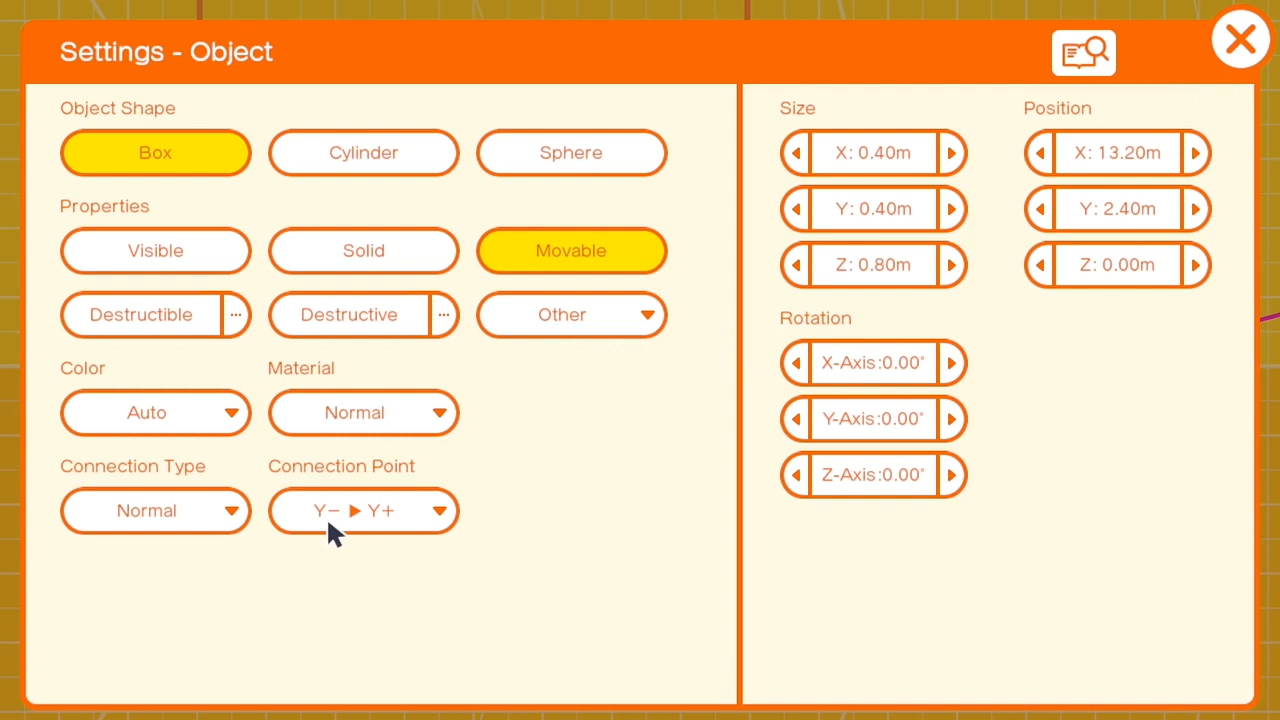 Settings - Object
Object Shape
Box
Cylinder
Sphere
Properties
Visible
Solid
Movable
Destructible
Destructive
Other
Color
Material
Auto
Normal
Connection Type
Connection Point
Normal
Y− ▶ Y+
Size
Position
X: 0.40m
X: 13.20m
Y: 0.40m
Y: 2.40m
Z: 0.80m
Z: 0.00m
Rotation
X-Axis:0.00°
Y-Axis:0.00°
Z-Axis:0.00°